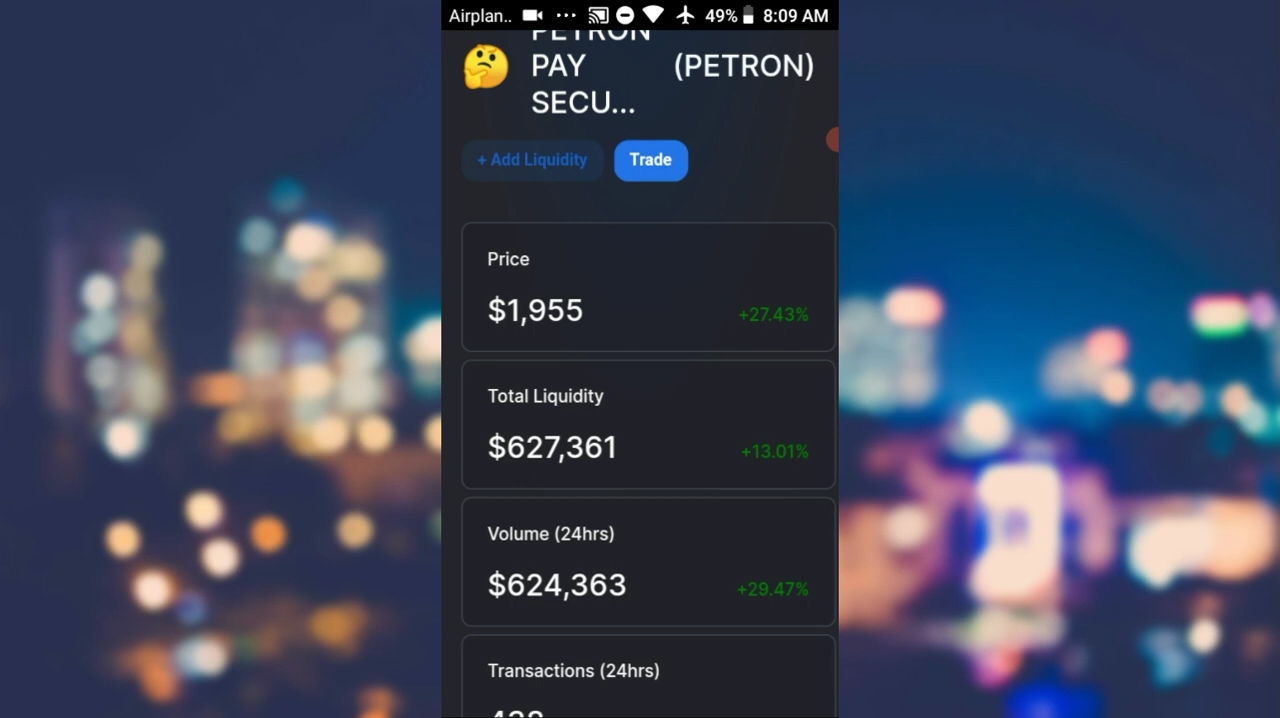 Airplan.. ... 49% 8:09 AM
PETRON
PAY (PETRON)
SECU...
+ Add Liquidity Trade
Price
$1,955 +27.43%
Total Liquidity
$627,361 +13.01%
Volume (24hrs)
$624,363 +29.47%
Transactions (24hrs)